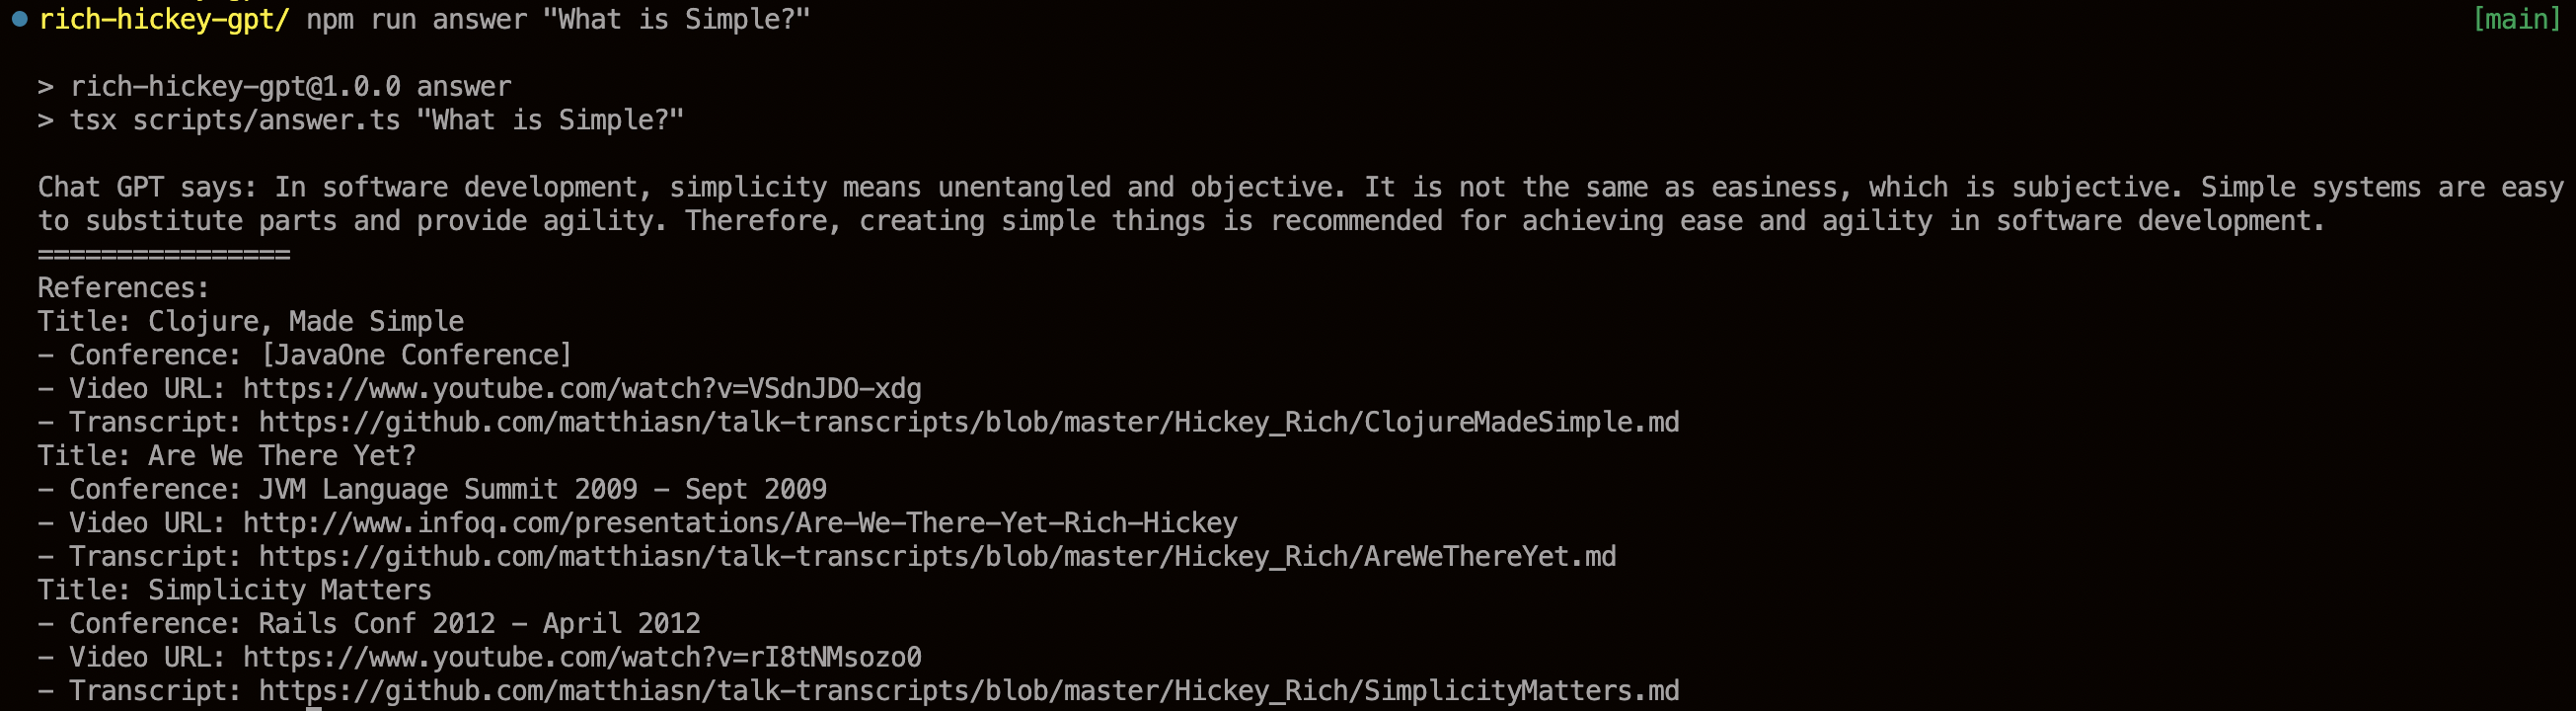 rich-hickey-gpt/ npm run answer "What is Simple?" [main]
> rich-hickey-gpt@1.0.0 answer
> tsx scripts/answer.ts "What is Simple?"
Chat GPT says: In software development, simplicity means unentangled and objective. It is not the same as easiness, which is subjective. Simple systems are easy
to substitute parts and provide agility. Therefore, creating simple things is recommended for achieving ease and agility in software development.
================
References:
Title: Clojure, Made Simple
- Conference: [JavaOne Conference]
- Video URL: https://www.youtube.com/watch?v=VSdnJDO-xdg
- Transcript: https://github.com/matthiasn/talk-transcripts/blob/master/Hickey_Rich/ClojureMadeSimple.md
Title: Are We There Yet?
- Conference: JVM Language Summit 2009 - Sept 2009
- Video URL: http://www.infoq.com/presentations/Are-We-There-Yet-Rich-Hickey
- Transcript: https://github.com/matthiasn/talk-transcripts/blob/master/Hickey_Rich/AreWeThereYet.md
Title: Simplicity Matters
- Conference: Rails Conf 2012 - April 2012
- Video URL: https://www.youtube.com/watch?v=rI8tNMsozo0
- Transcript: https://github.com/matthiasn/talk-transcripts/blob/master/Hickey_Rich/SimplicityMatters.md